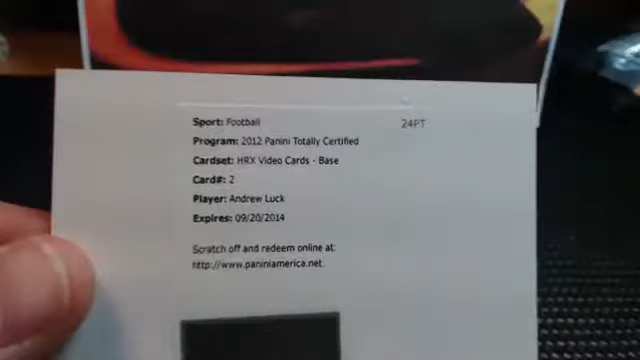 Sport: Football
24PT
Program: 2012 Panini Totally Certified
Cardset: HRX Video Cards - Base
Card#: 2
Player: Andrew Luck
Expires: 09/20/2014
Scratch off and redeem online at:
http://www.paniniamerica.net.